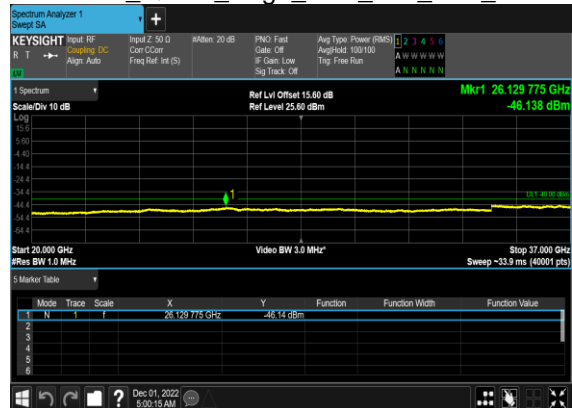 Spectrum Analyzer 1
Swept SA
+
KEYSIGHT Input: RF Input Z: 50 Ω #Atten: 20 dB PNO: Fast Avg Type: Power (RMS) 1 2 3 4 5 6
R T Coupling: DC Corr CCorr Gate: Off Avg|Hold: 100/100 A W W W W W
Align: Auto Freq Ref: Int (S) IF Gain: Low Trig: Free Run A N N N N N
Sig Track: Off
1 Spectrum Ref Lvl Offset 15.60 dB Mkr1 26.129 775 GHz
Scale/Div 10 dB Ref Level 25.60 dBm -46.138 dBm
Log
15.6
5.60
-4.40
-14.4
-24.4
-34.4
1
DL1 -40.00 dBm
-44.4
-54.4
-64.4
Start 20.000 GHz Video BW 3.0 MHz* Stop 37.000 GHz
#Res BW 1.0 MHz Sweep ~33.9 ms (40001 pts)
5 Marker Table
Mode Trace Scale X Y Function Function Width Function Value
1 N 1 f 26.129 775 GHz -46.14 dBm
2
3
4
5
6
? Dec 01, 2022
5:00:15 AM